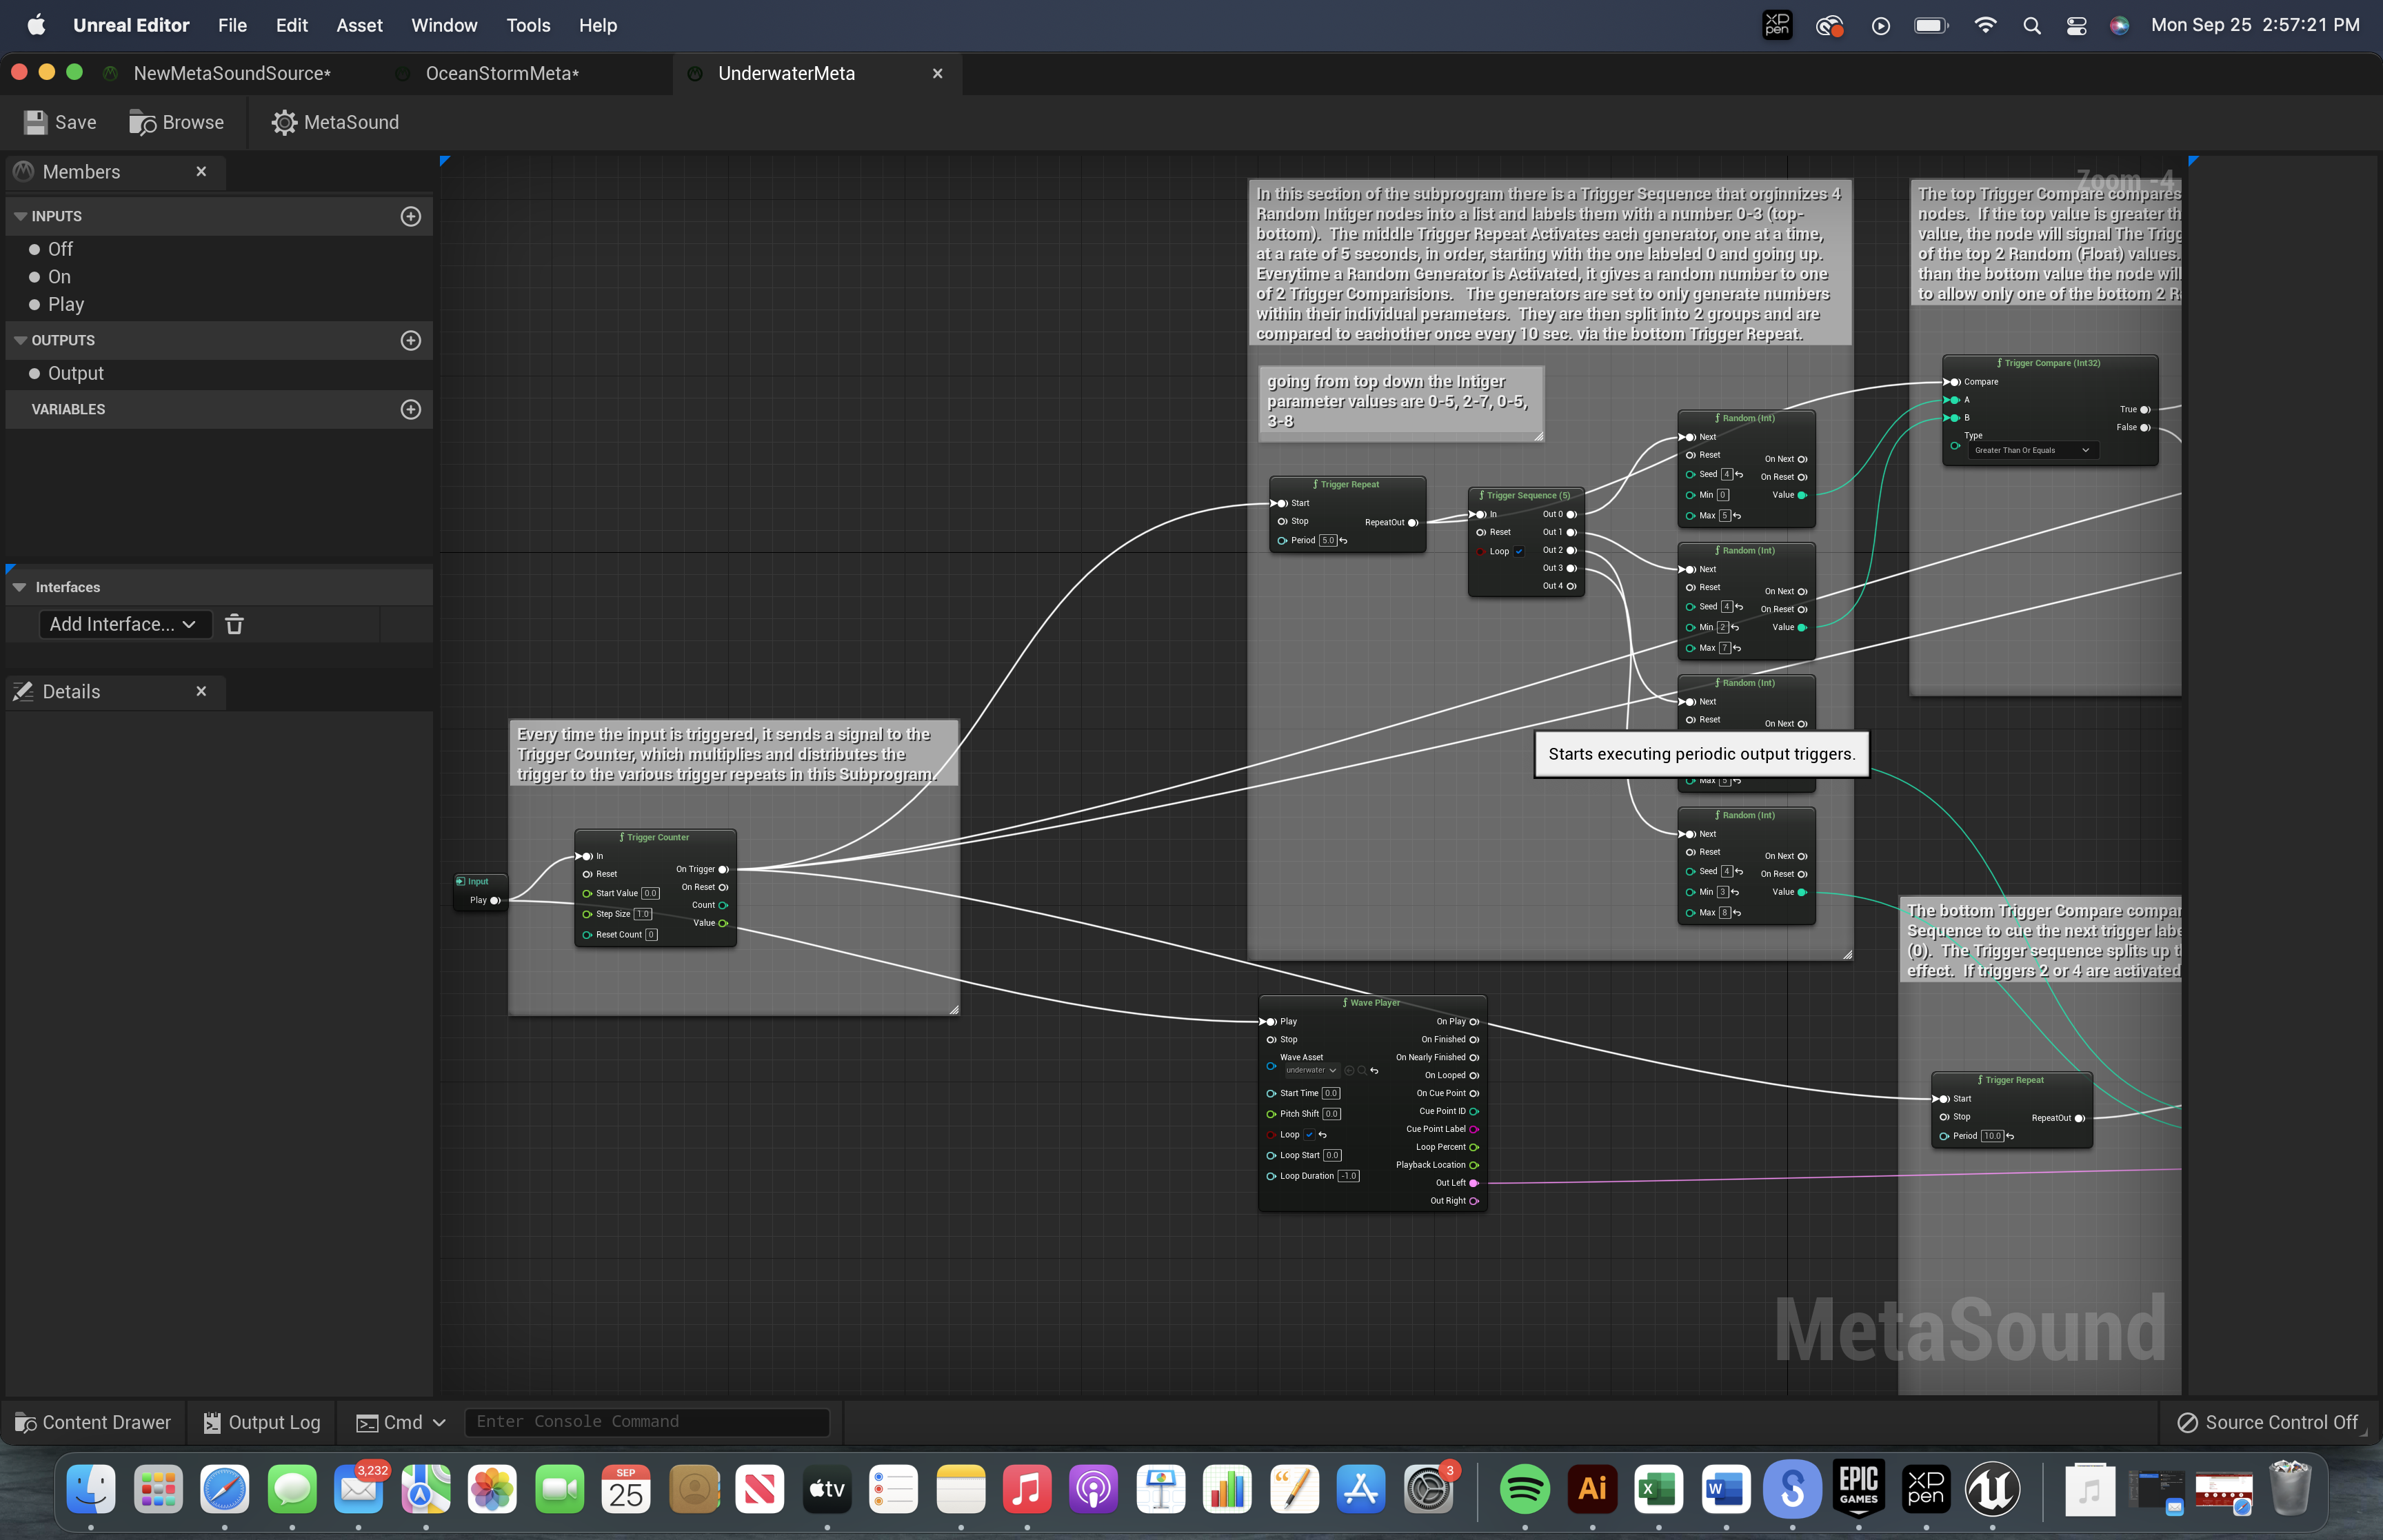 Unreal Editor File Edit Asset Window Tools Help
XP pen
Mon Sep 25 2:57:21 PM
NewMetaSoundSource* OceanStormMeta* UnderwaterMeta
Save Browse MetaSound
Members
INPUTS
Off
On
Play
OUTPUTS
Output
VARIABLES
Interfaces
Add Interface...
Details
Zoom -4
In this section of the subprogram there is a Trigger Sequence that orginnizes 4
Random Intiger nodes into a list and labels them with a number: 0-3 (top-
bottom). The middle Trigger Repeat Activates each generator, one at a time,
at a rate of 5 seconds, in order, starting with the one labeled 0 and going up.
Everytime a Random Generator is Activated, it gives a random number to one
of 2 Trigger Comparisions. The generators are set to only generate numbers
within their individual perameters. They are then split into 2 groups and are
compared to eachother once every 10 sec. via the bottom Trigger Repeat.
going from top down the Intiger
parameter values are 0-5, 2-7, 0-5,
3-8
The top Trigger Compare compares
nodes. If the top value is greater th
value, the node will signal The Trigg
of the top 2 Random (Float) values.
than the bottom value the node will
to allow only one of the bottom 2 R
Trigger Compare (Int32)
Compare
A
True
B
False
Type
Greater Than Or Equals
Trigger Repeat
Start
Stop RepeatOut
Period 5.0
Trigger Sequence (5)
In Out 0
Reset Out 1
Loop Out 2
Out 3
Out 4
Random (Int)
Next
Reset On Next
Seed 4 On Reset
Min 0 Value
Max 5
Random (Int)
Next
Reset On Next
Seed 4 On Reset
Min 2 Value
Max 7
Random (Int)
Next
Reset On Next
Starts executing periodic output triggers.
Max 5
Random (Int)
Next
Reset On Next
Seed 4 On Reset
Min 3 Value
Max 8
Every time the input is triggered, it sends a signal to the
Trigger Counter, which multiplies and distributes the
trigger to the various trigger repeats in this Subprogram.
Input
Play
Trigger Counter
In On Trigger
Reset On Reset
Start Value 0.0 Count
Step Size 1.0 Value
Reset Count 0
Wave Player
Play On Play
Stop On Finished
Wave Asset On Nearly Finished
underwater On Looped
Start Time 0.0 On Cue Point
Pitch Shift 0.0 Cue Point ID
Loop Cue Point Label
Loop Start 0.0 Loop Percent
Loop Duration -1.0 Playback Location
Out Left
Out Right
The bottom Trigger Compare compar
Sequence to cue the next trigger labe
(0). The Trigger sequence splits up t
effect. If triggers 2 or 4 are activated
Trigger Repeat
Start
Stop RepeatOut
Period 10.0
MetaSound
Content Drawer Output Log Cmd Enter Console Command Source Control Off
3,232
SEP
25
tv
3
Ai
X
W
S
EPIC
GAMES
XP
pen